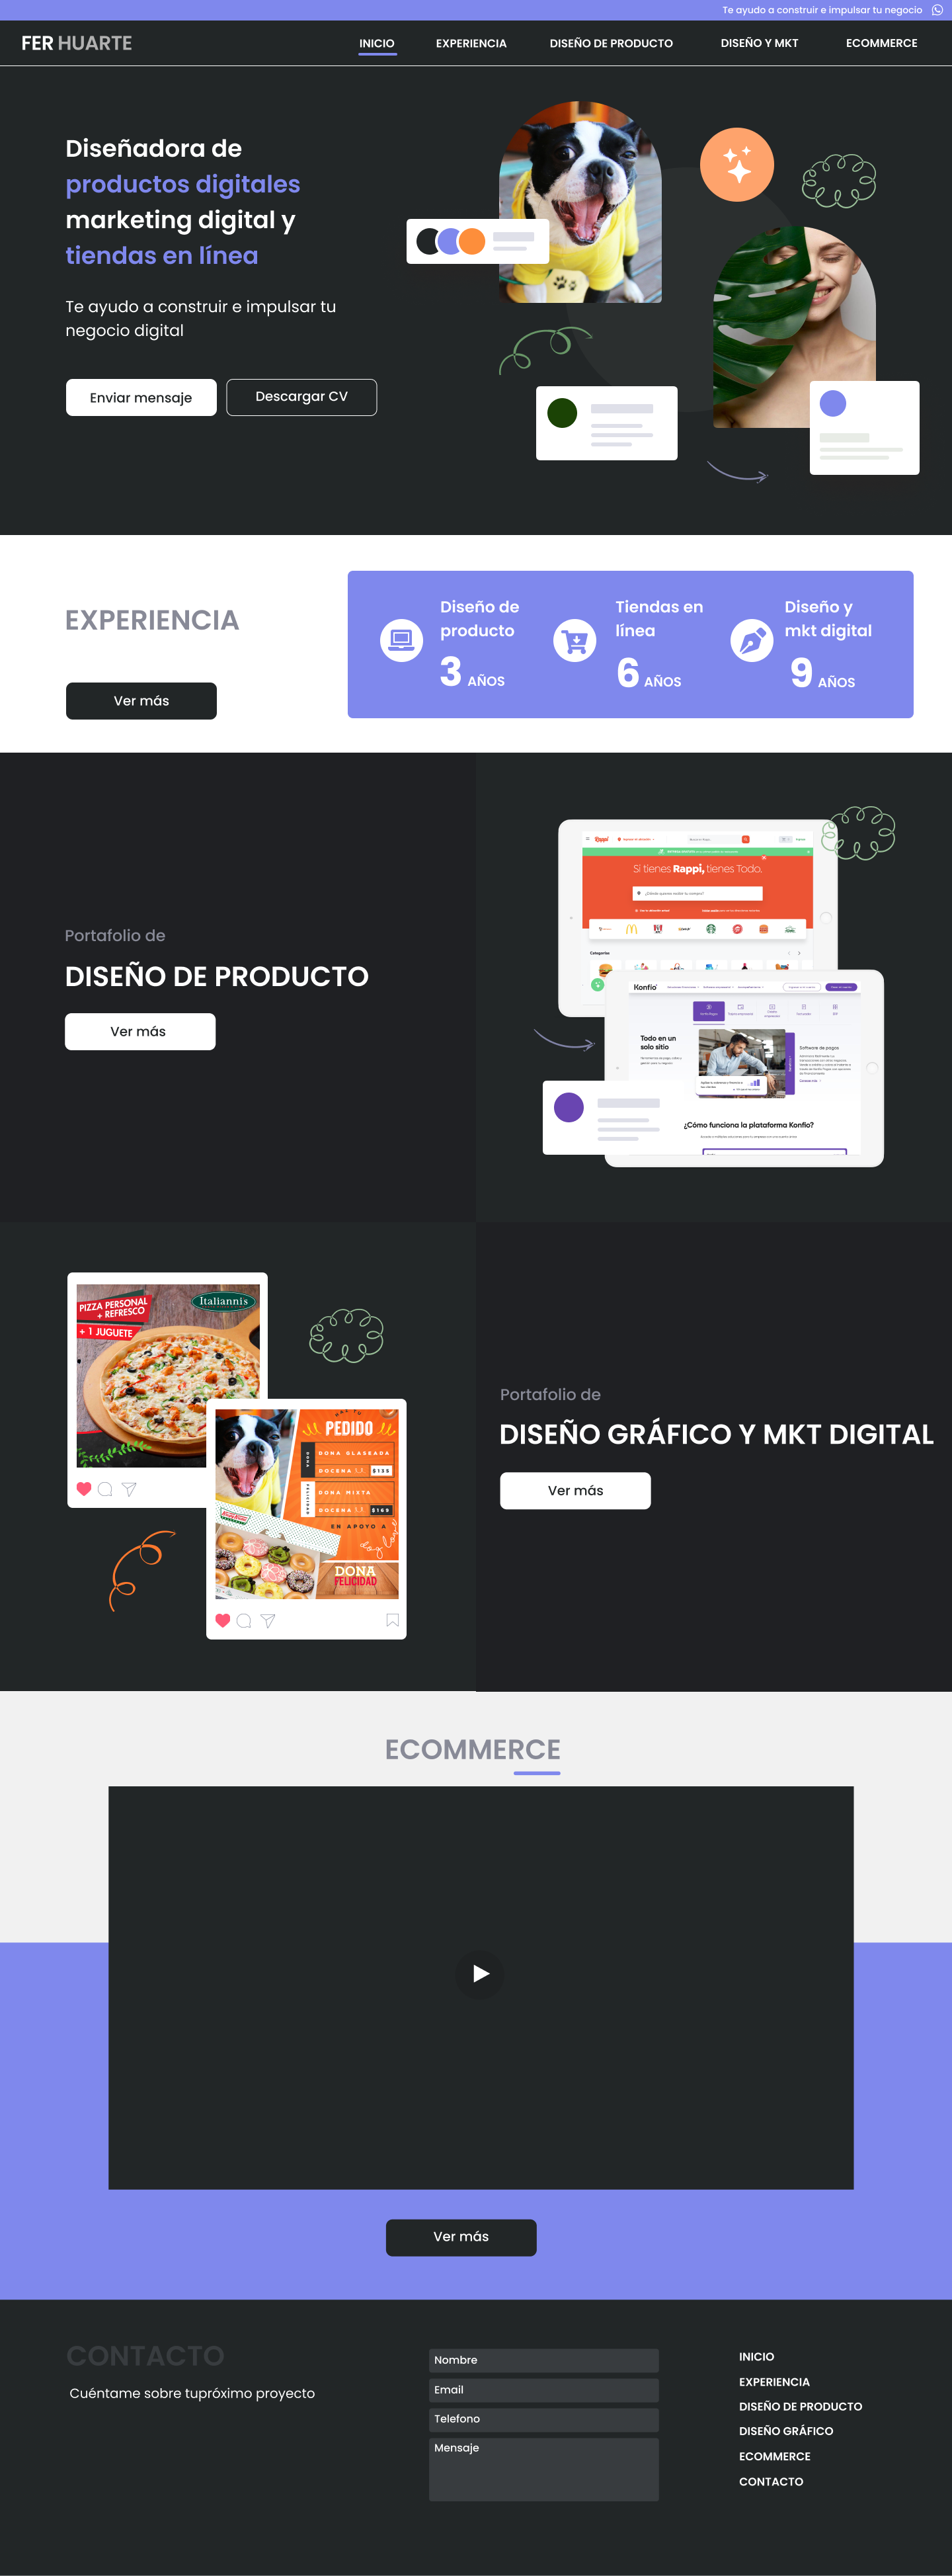 Te ayudo a construir e impulsar tu negocio
FER HUARTE
INICIO
EXPERIENCIA
DISEÑO DE PRODUCTO
DISEÑO Y MKT
ECOMMERCE
Diseñadora de
productos digitales
marketing digital y
tiendas en línea
Te ayudo a construir e impulsar tu
negocio digital
Enviar mensaje
Descargar CV
EXPERIENCIA
Ver más
Diseño de
producto
3 AÑOS
Tiendas en
línea
6 AÑOS
Diseño y
mkt digital
9 AÑOS
Portafolio de
DISEÑO DE PRODUCTO
Ver más
Rappi
Si tienes Rappi, tienes Todo.
Categorías
Konfío
Todo en un
solo sitio
Software de pagos
¿Cómo funciona la plataforma Konfío?
PIZZA PERSONAL
+ REFRESCO
+ 1 JUGUETE
Italiannis
PEDIDO
DONA GLASEADA
DOCENA
$135
DONA MIXTA
DOCENA
$169
EN APOYO A
DONA
FELICIDAD
Portafolio de
DISEÑO GRÁFICO Y MKT DIGITAL
Ver más
ECOMMERCE
Ver más
CONTACTO
Cuéntame sobre tupróximo proyecto
Nombre
Email
Telefono
Mensaje
INICIO
EXPERIENCIA
DISEÑO DE PRODUCTO
DISEÑO GRÁFICO
ECOMMERCE
CONTACTO